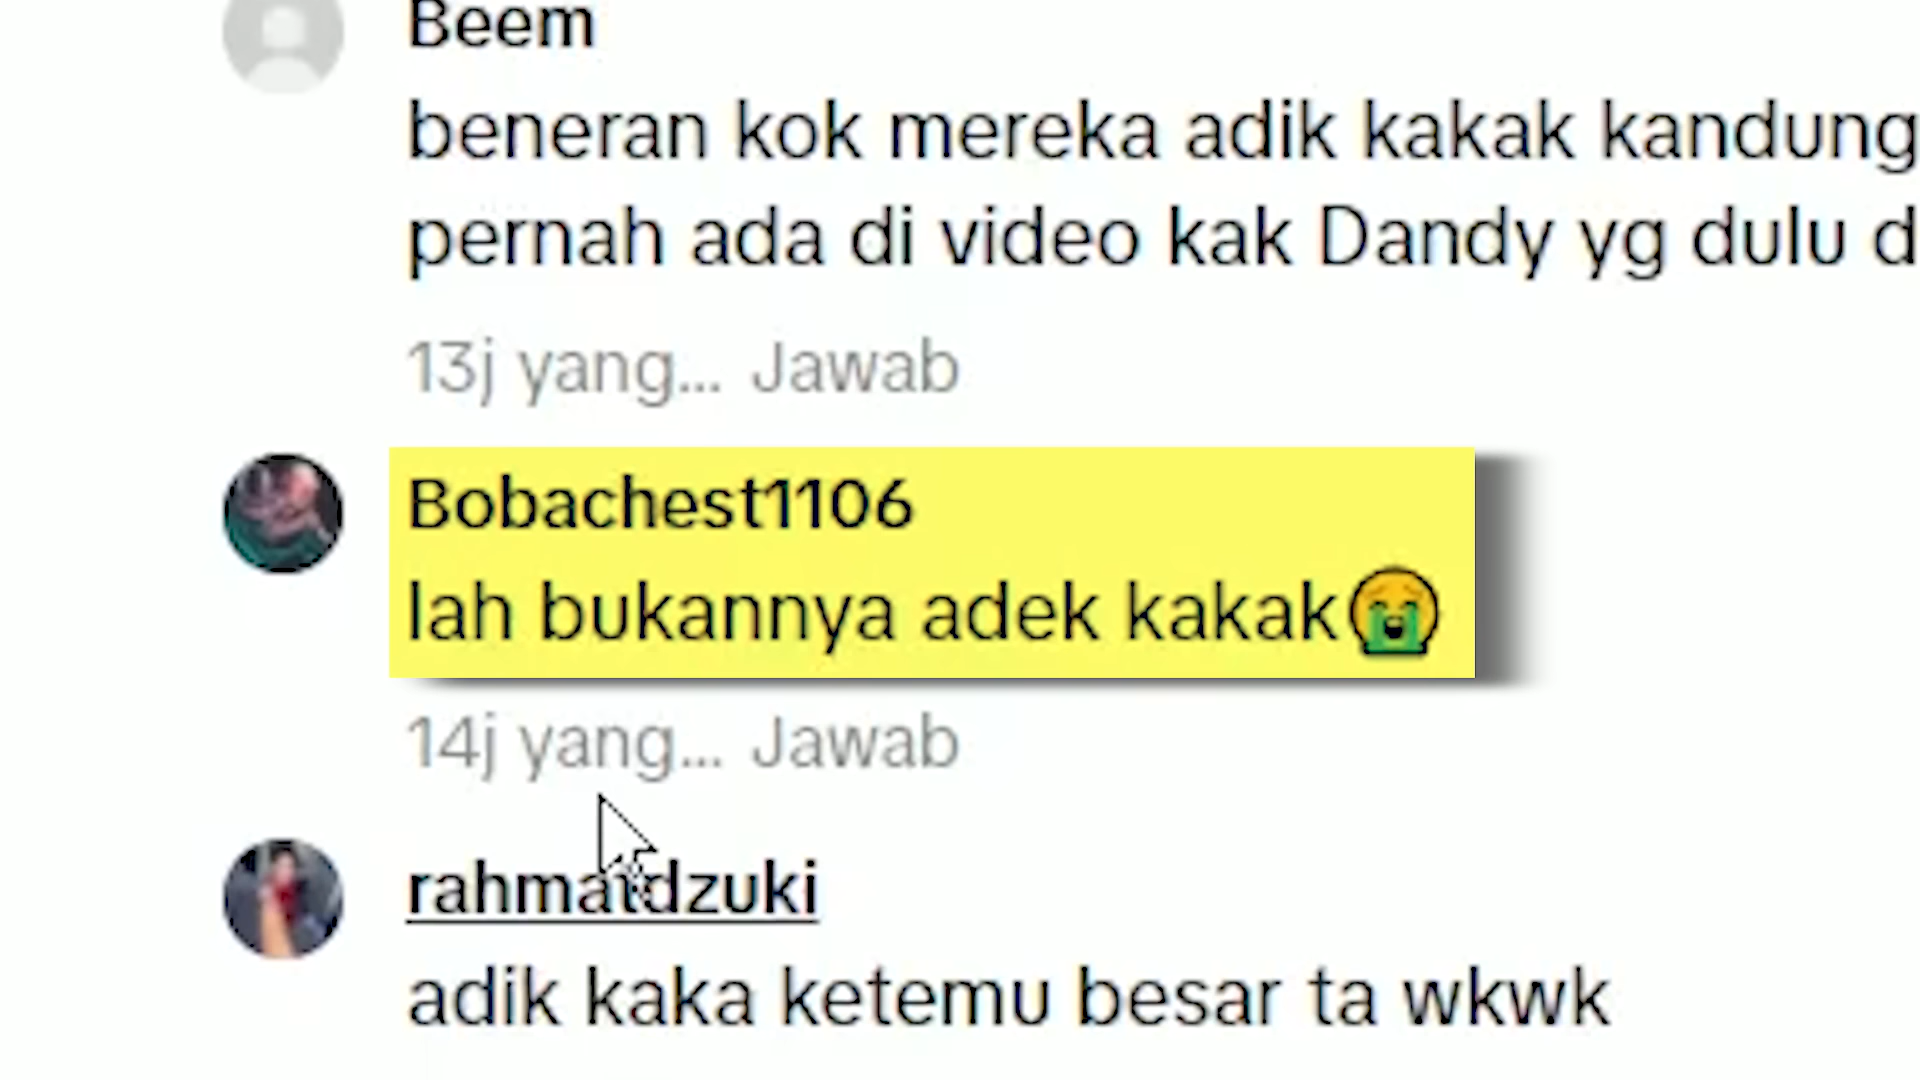 Beem
beneran kok mereka adik kakak kandung
pernah ada di video kak Dandy yg dulu d
13j yang... Jawab
Bobachest1106
lah bukannya adek kakak😭
14j yang... Jawab
rahmatdzuki
adik kaka ketemu besar ta wkwk